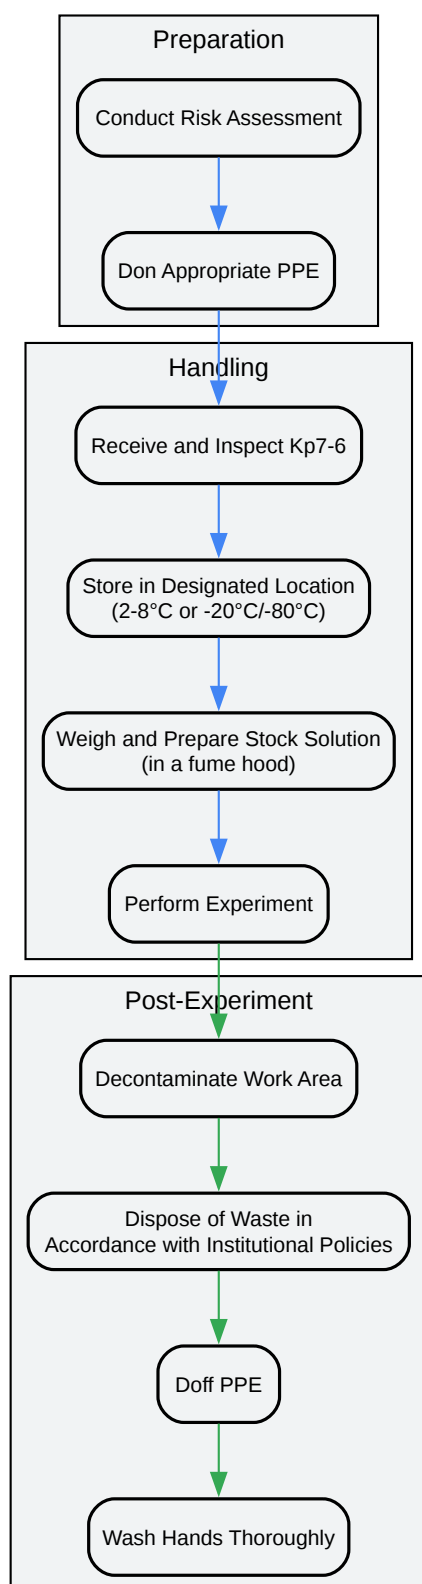 Preparation
Conduct Risk Assessment
Don Appropriate PPE
Handling
Receive and Inspect Kp7-6
Store in Designated Location
(2-8°C or -20°C/-80°C)
Weigh and Prepare Stock Solution
(in a fume hood)
Perform Experiment
Post-Experiment
Decontaminate Work Area
Dispose of Waste in
Accordance with Institutional Policies
Doff PPE
Wash Hands Thoroughly